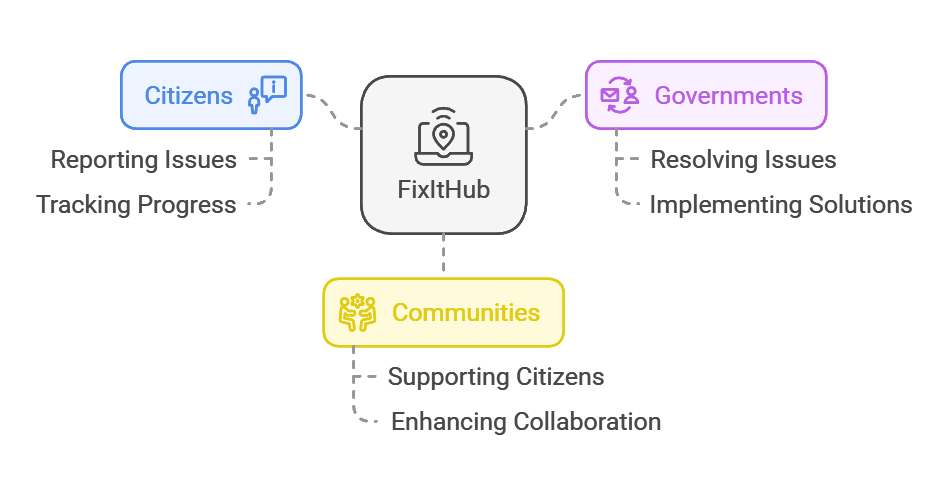 Citizens
Reporting Issues
Tracking Progress
FixItHub
Governments
Resolving Issues
Implementing Solutions
Communities
Supporting Citizens
Enhancing Collaboration